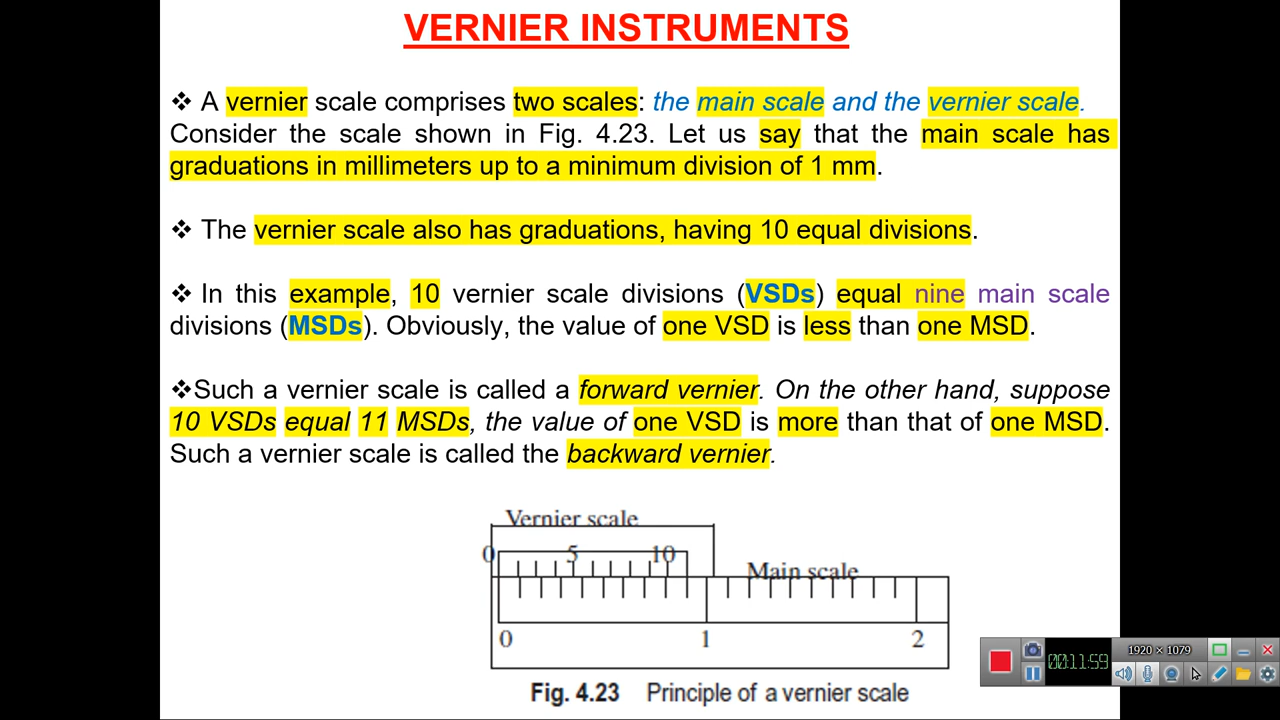 VERNIER INSTRUMENTS
❖ A vernier scale comprises two scales: the main scale and the vernier scale.
Consider the scale shown in Fig. 4.23. Let us say that the main scale has
graduations in millimeters up to a minimum division of 1 mm.
❖ The vernier scale also has graduations, having 10 equal divisions.
❖ In this example, 10 vernier scale divisions (VSDs) equal nine main scale
divisions (MSDs). Obviously, the value of one VSD is less than one MSD.
❖Such a vernier scale is called a forward vernier. On the other hand, suppose
10 VSDs equal 11 MSDs, the value of one VSD is more than that of one MSD.
Such a vernier scale is called the backward vernier.
Vernier scale
0 5 10
Main scale
0 1 2
Fig. 4.23 Principle of a vernier scale
1920 × 1079
00:11:59